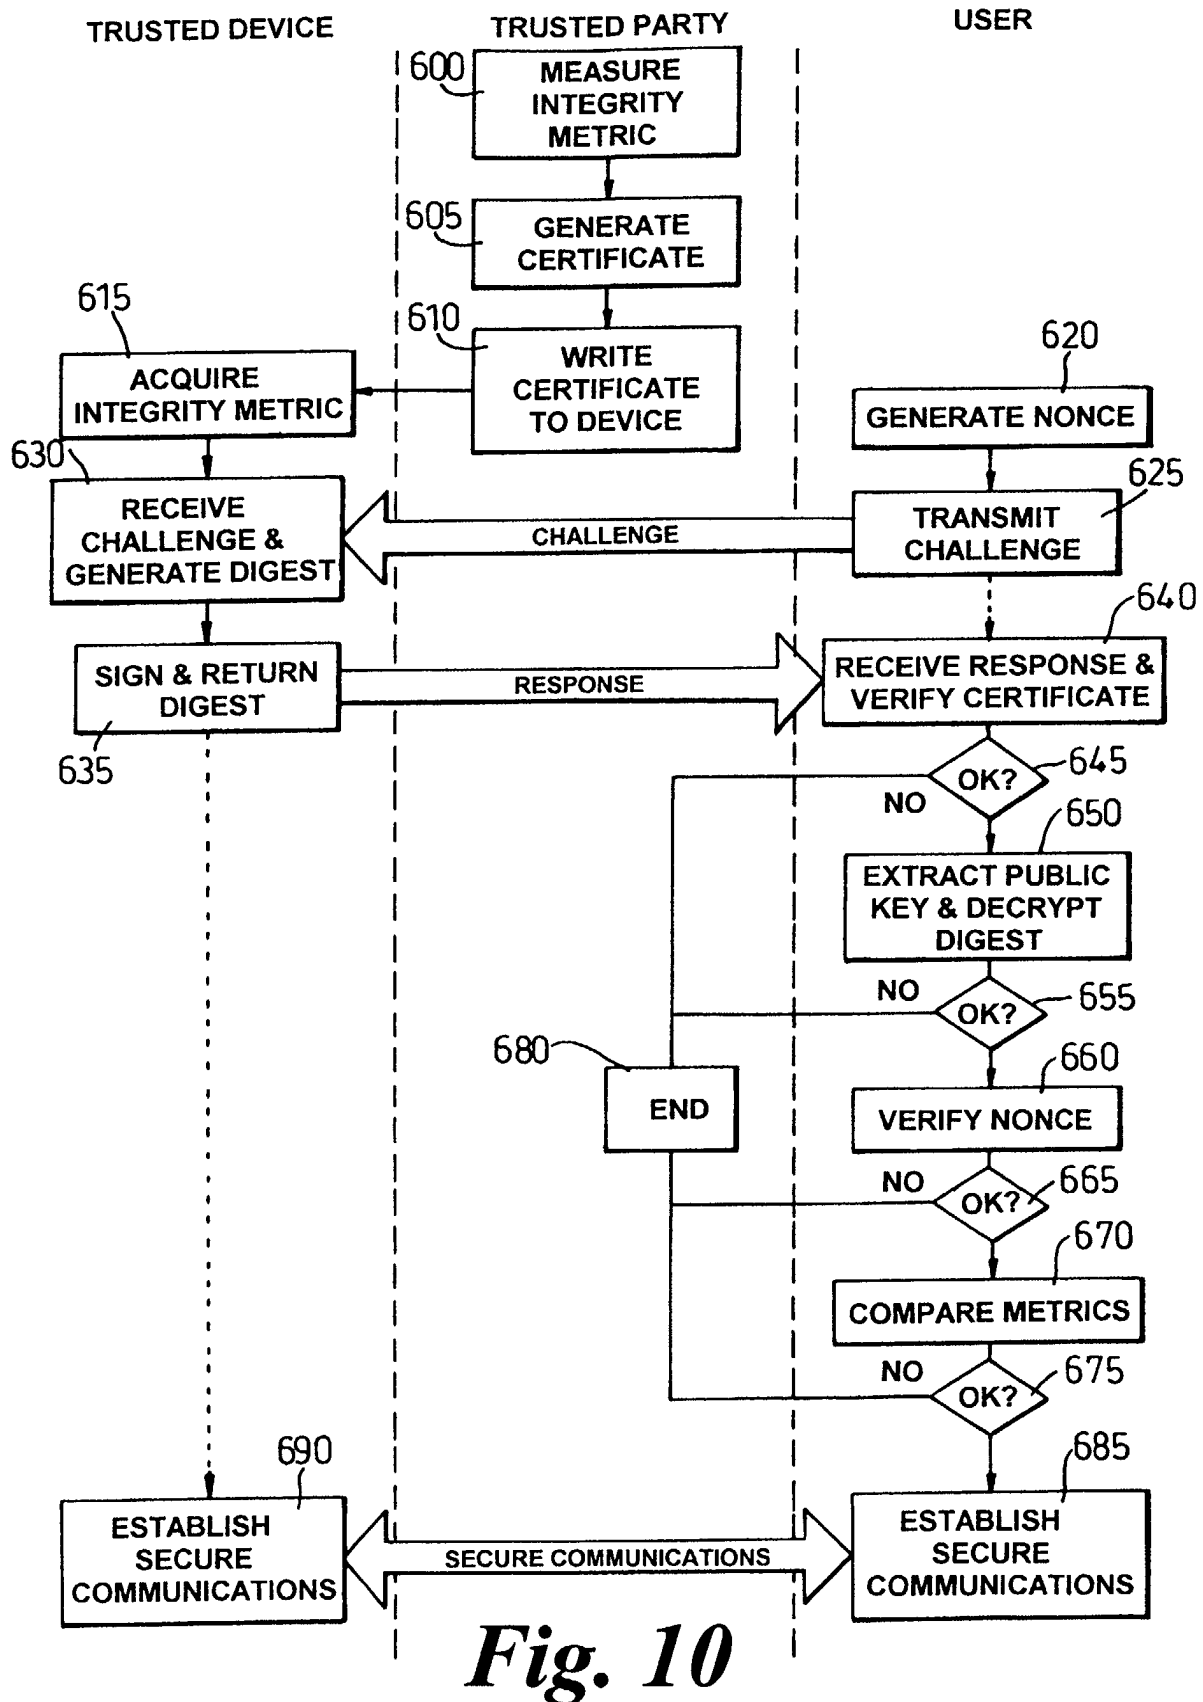 TRUSTED DEVICE
TRUSTED PARTY
USER
600
MEASURE
INTEGRITY
METRIC
605
GENERATE
CERTIFICATE
610
WRITE
CERTIFICATE
TO DEVICE
615
ACQUIRE
INTEGRITY METRIC
620
GENERATE NONCE
625
TRANSMIT
CHALLENGE
CHALLENGE
630
RECEIVE
CHALLENGE &
GENERATE DIGEST
SIGN & RETURN
DIGEST
635
RESPONSE
640
RECEIVE RESPONSE &
VERIFY CERTIFICATE
OK?
645
NO
650
EXTRACT PUBLIC
KEY & DECRYPT
DIGEST
NO
OK?
655
680
END
660
VERIFY NONCE
NO
OK?
665
670
COMPARE METRICS
NO
OK?
675
690
ESTABLISH
SECURE
COMMUNICATIONS
SECURE COMMUNICATIONS
685
ESTABLISH
SECURE
COMMUNICATIONS
Fig. 10